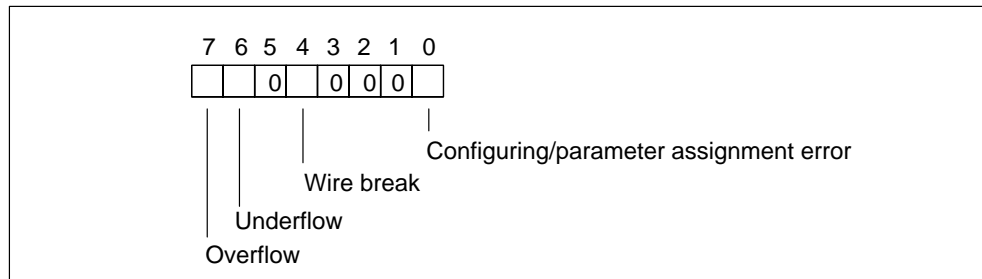 7 6 5 4 3 2 1 0
0 0 0 0
Configuring/parameter assignment error
Wire break
Underflow
Overflow